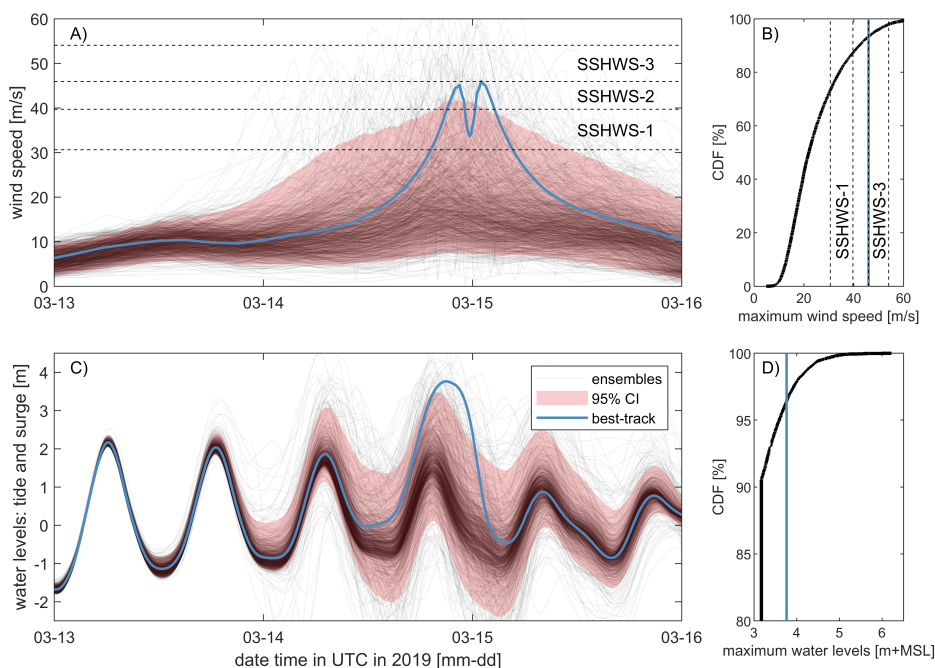 A)
60
50
40
30
20
10
0
wind speed [m/s]
SSHWS-3
SSHWS-2
SSHWS-1
03-13
03-14
03-15
03-16
B)
100
80
60
40
20
0
CDF [%]
SSHWS-1
SSHWS-3
0
20
40
60
maximum wind speed [m/s]
C)
4
3
2
1
0
-1
-2
water levels: tide and surge [m]
ensembles
95% CI
best-track
03-13
03-14
03-15
03-16
date time in UTC in 2019 [mm-dd]
D)
100
95
90
85
80
CDF [%]
3
4
5
6
maximum water levels [m+MSL]